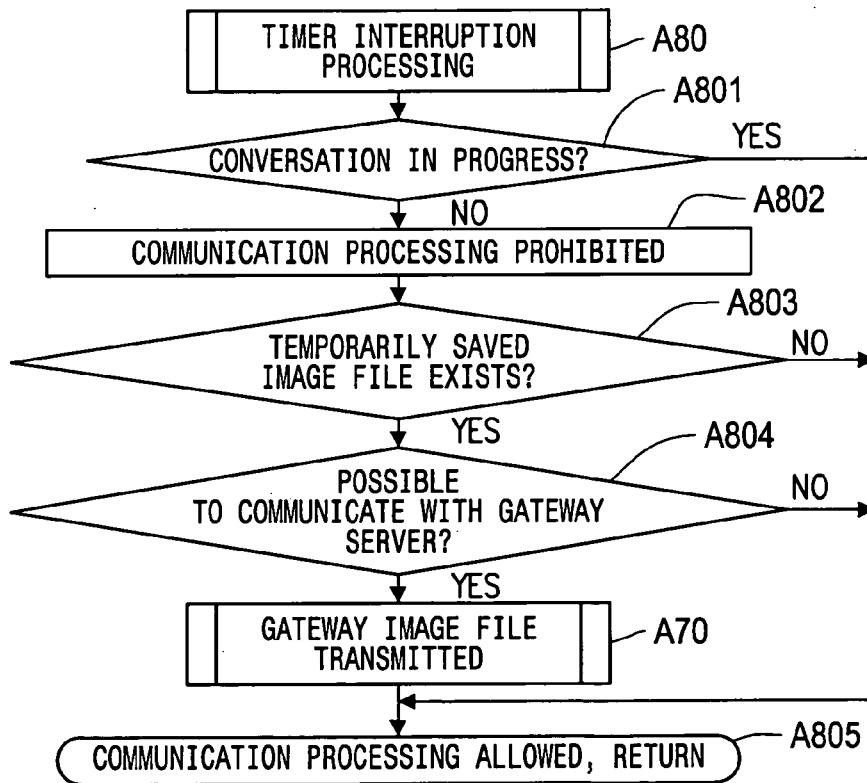 TIMER INTERRUPTION
PROCESSING
A80
A801
CONVERSATION IN PROGRESS?
YES
NO
A802
COMMUNICATION PROCESSING PROHIBITED
A803
TEMPORARILY SAVED
IMAGE FILE EXISTS?
NO
YES
A804
POSSIBLE
TO COMMUNICATE WITH GATEWAY
SERVER?
NO
YES
GATEWAY IMAGE FILE
TRANSMITTED
A70
A805
COMMUNICATION PROCESSING ALLOWED, RETURN